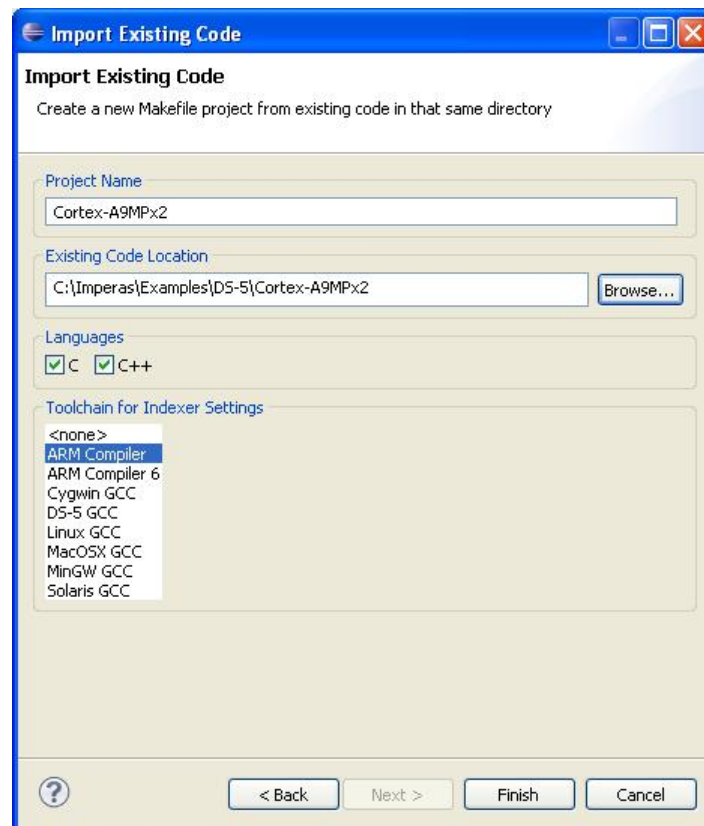 Import Existing Code
Import Existing Code
Create a new Makefile project from existing code in that same directory
Project Name
Cortex-A9MPx2
Existing Code Location
C:\Imperas\Examples\DS-5\Cortex-A9MPx2
Browse...
Languages
C C++
Toolchain for Indexer Settings
<none>
ARM Compiler
ARM Compiler 6
Cygwin GCC
DS-5 GCC
Linux GCC
MacOSX GCC
MinGW GCC
Solaris GCC
? < Back Next > Finish Cancel